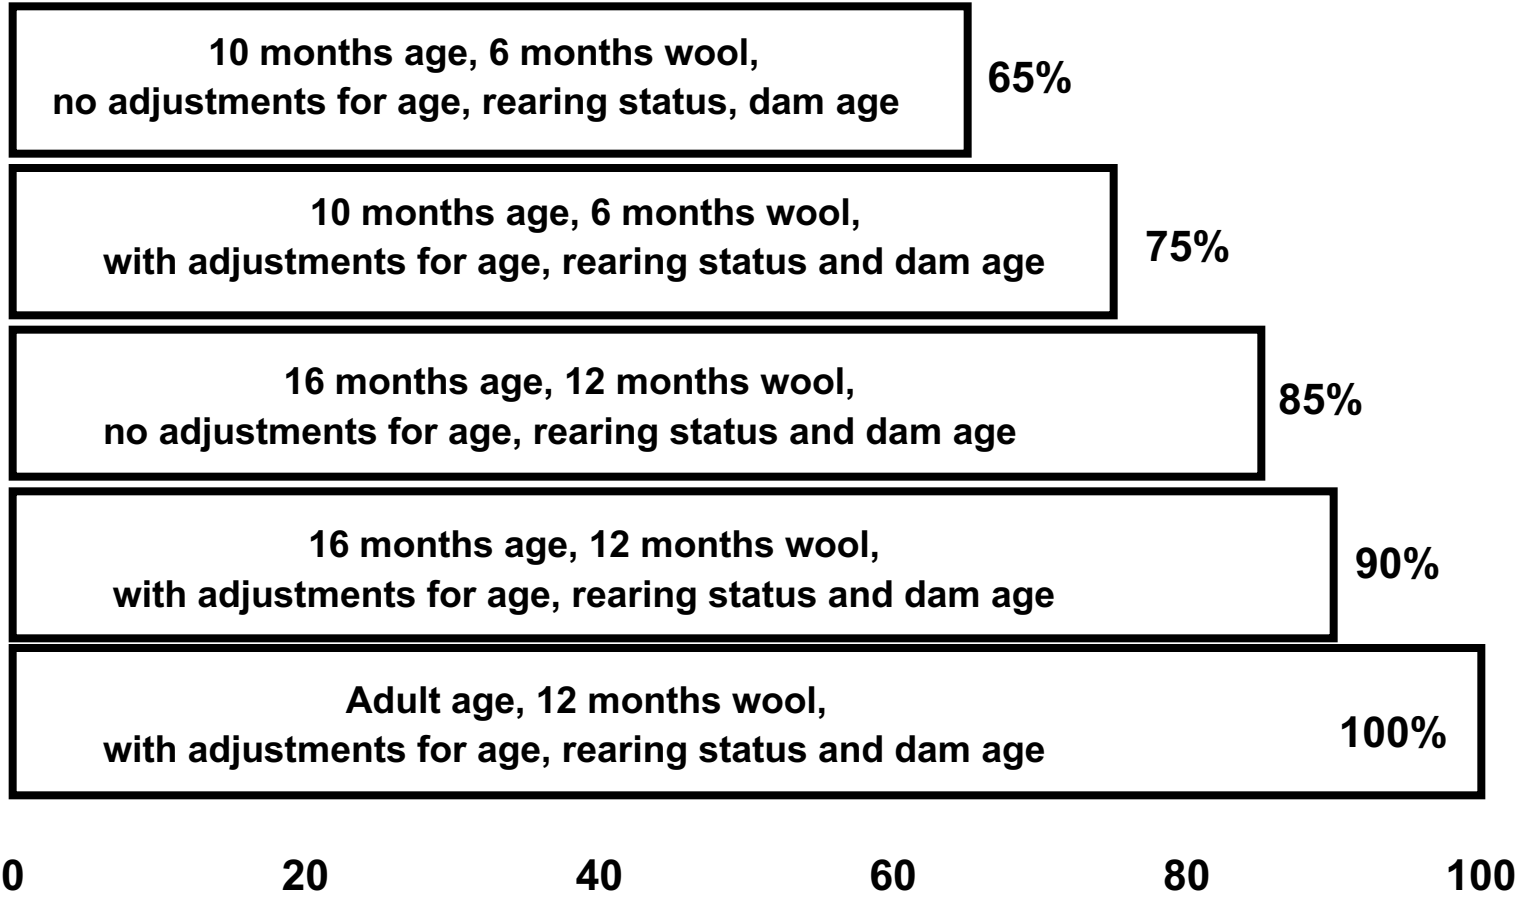 10 months age, 6 months wool,
no adjustments for age, rearing status, dam age
65%
10 months age, 6 months wool,
with adjustments for age, rearing status and dam age
75%
16 months age, 12 months wool,
no adjustments for age, rearing status and dam age
85%
16 months age, 12 months wool,
with adjustments for age, rearing status and dam age
90%
Adult age, 12 months wool,
with adjustments for age, rearing status and dam age
100%
0 20 40 60 80 100